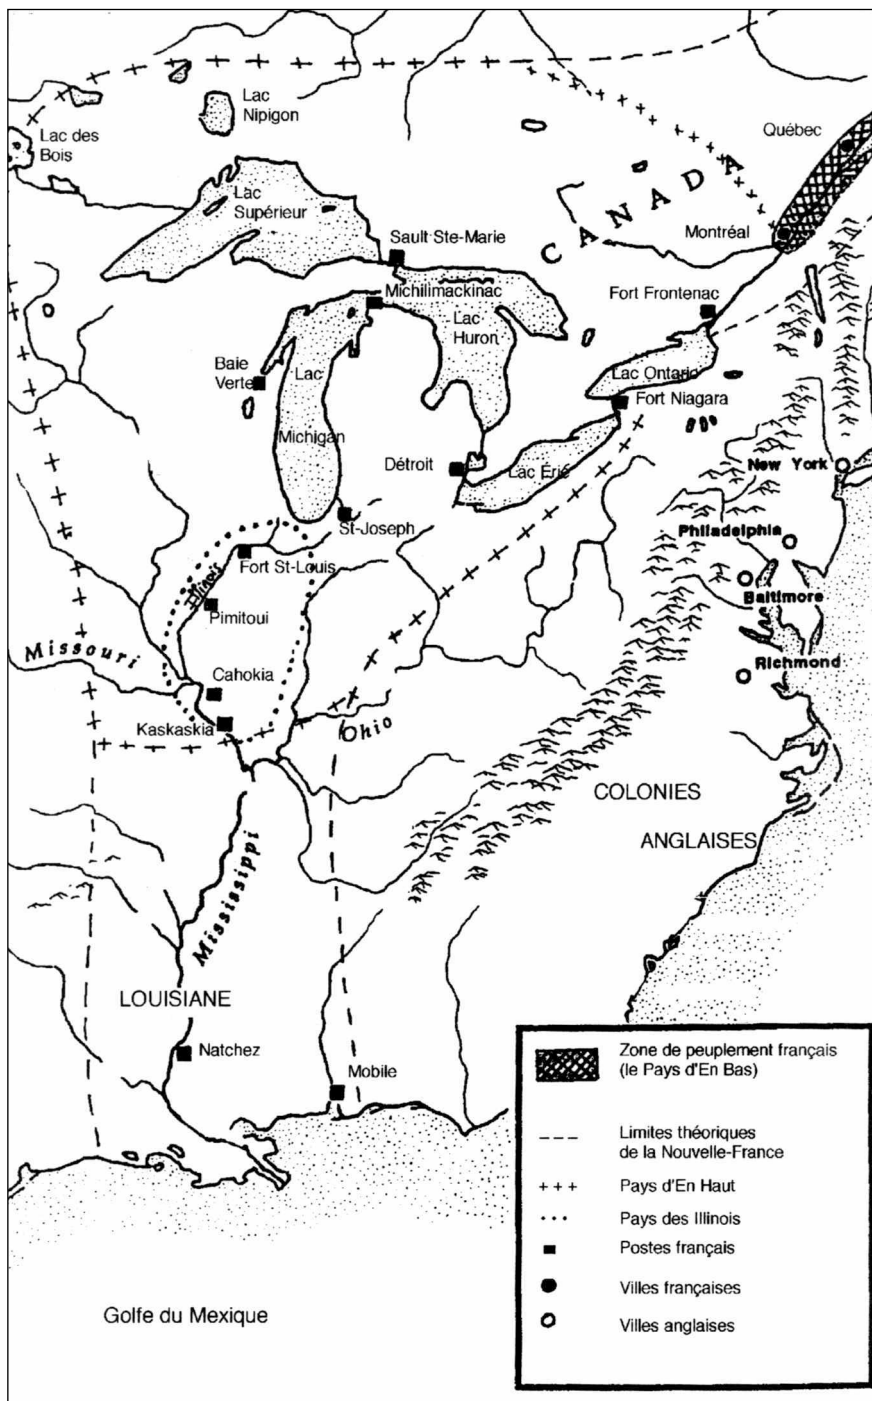 Lac
Nipigon
Québec
Lac des
Bois
CANADA
Lac
Supérieur
Montréal
Sault Ste-Marie
Michilimackinac
Fort Frontenac
Lac
Huron
Baie
Verte
Lac
Michigan
Lac Ontario
Fort Niagara
Détroit
Lac Érié
New York
St-Joseph
Philadelphia
Fort St-Louis
Illinois
Baltimore
Pimitoui
Missouri
Richmond
Cahokia
Kaskaskia
Ohio
COLONIES
ANGLAISES
Mississippi
LOUISIANE
Natchez
Mobile
Golfe du Mexique
Zone de peuplement français
(le Pays d'En Bas)
Limites théoriques
de la Nouvelle-France
Pays d'En Haut
Pays des Illinois
Postes français
Villes françaises
Villes anglaises